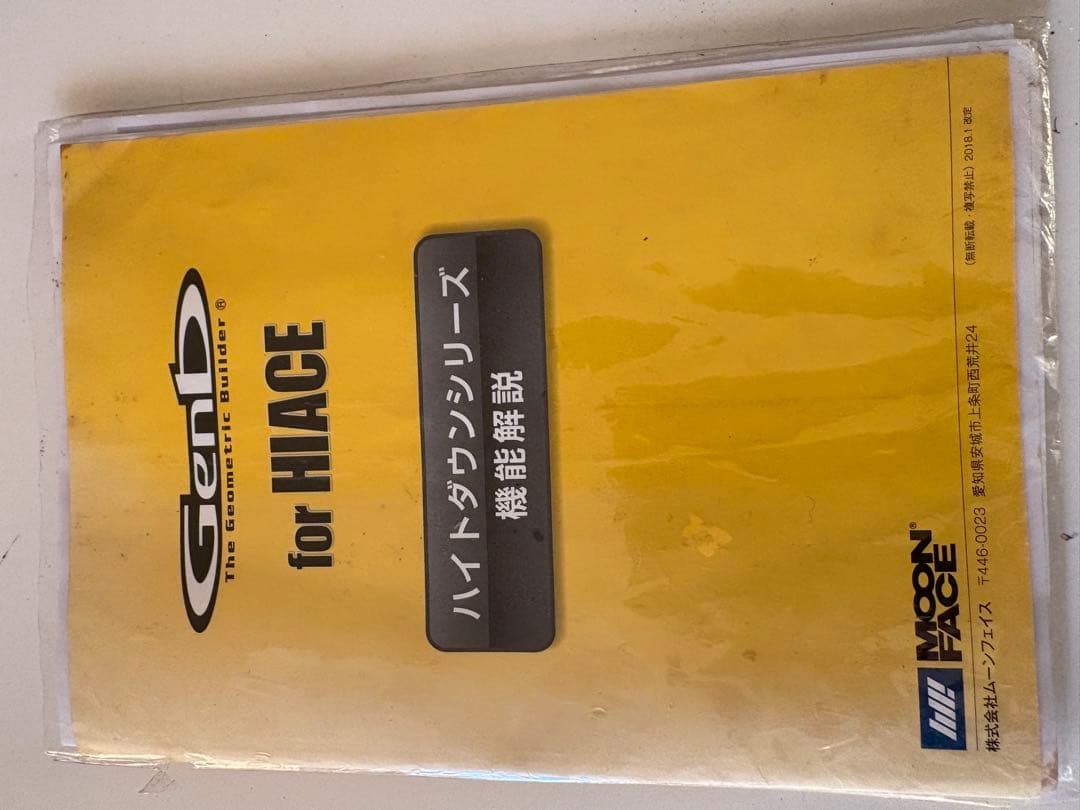 Genb
The Geometric Builder®
for HIACE
ハイトダウンシリーズ
機能解説
MOON
FACE®
株式会社ムーンフェイス 〒446-0023 愛知県安城市上条町西荒井24 (無断転載・複写禁止) 2018.1 改定